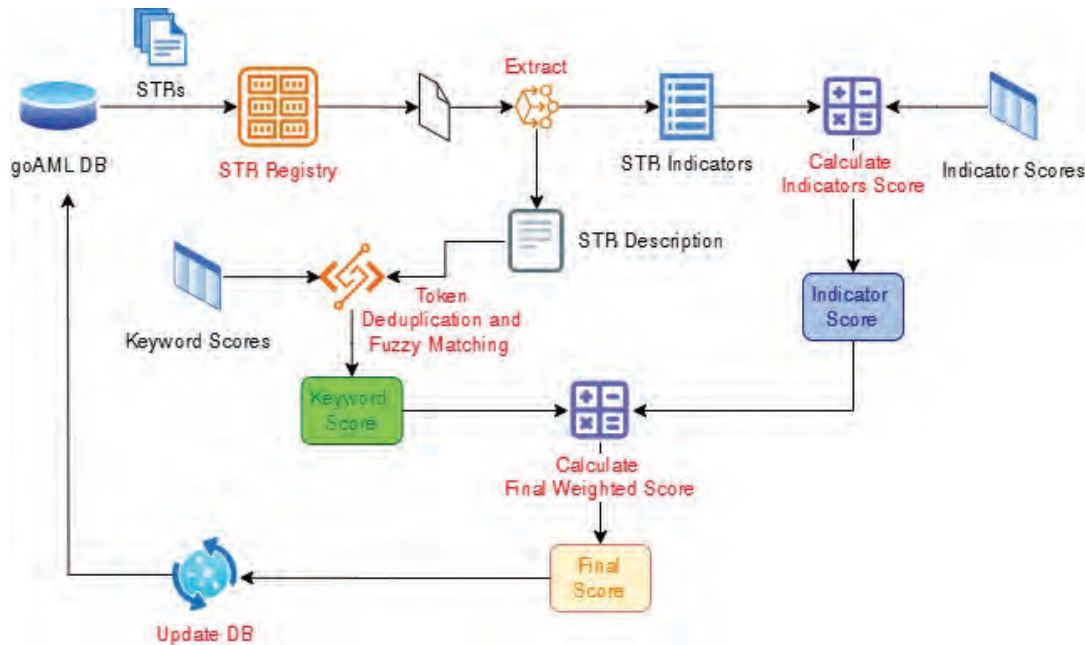 STRs
Extract
goAML DB
STR Registry
STR Indicators
Calculate
Indicators Score
Indicator Scores
STR Description
Keyword Scores
Token
Deduplication and
Fuzzy Matching
Indicator
Score
Keyword
Score
Calculate
Final Weighted Score
Final
Score
Update DB